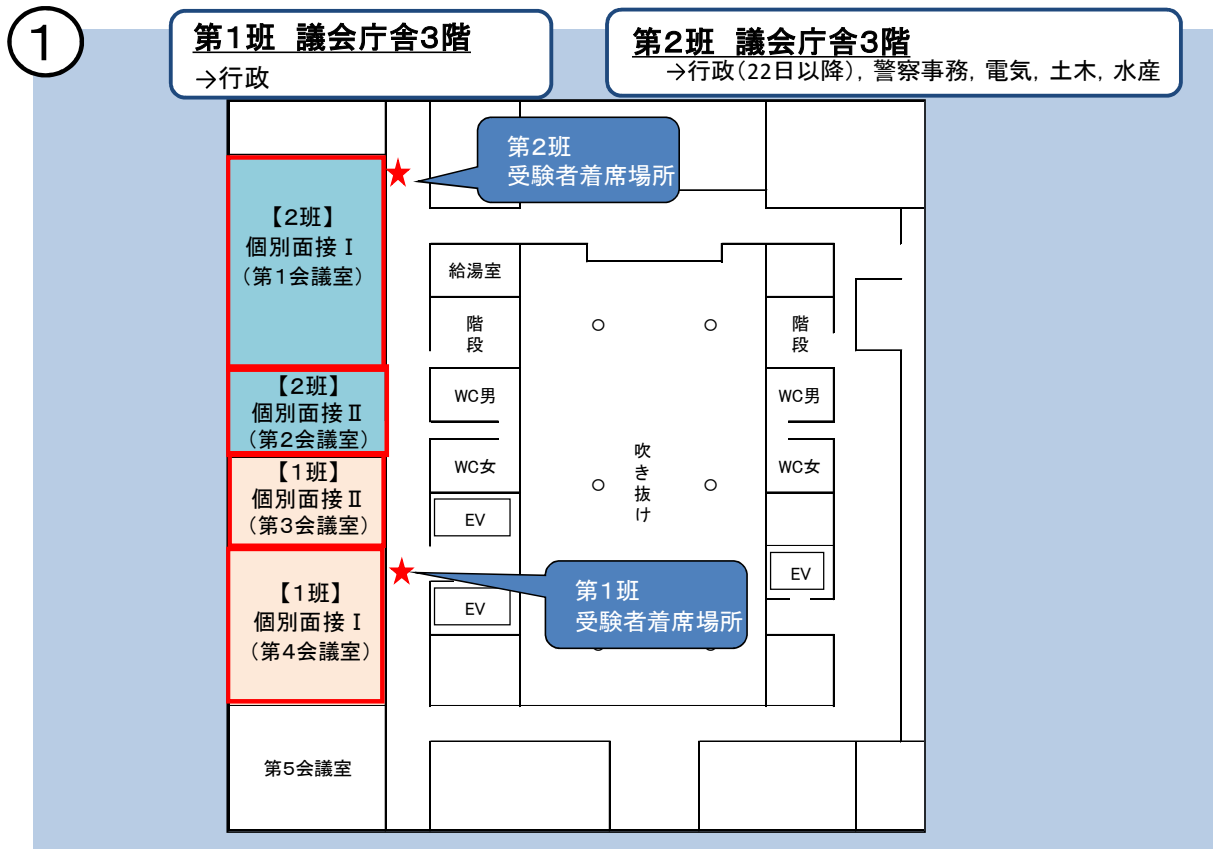 ①
第1班 議会庁舎3階
→行政
第2班 議会庁舎3階
→行政(22日以降), 警察事務, 電気, 土木, 水産
第2班
受験者着席場所
【2班】
個別面接Ⅰ
(第1会議室)
【2班】
個別面接Ⅱ
(第2会議室)
【1班】
個別面接Ⅱ
(第3会議室)
【1班】
個別面接Ⅰ
(第4会議室)
第5会議室
給湯室
階段
WC男
WC女
EV
EV
吹き抜け
第1班
受験者着席場所
階段
WC男
WC女
EV